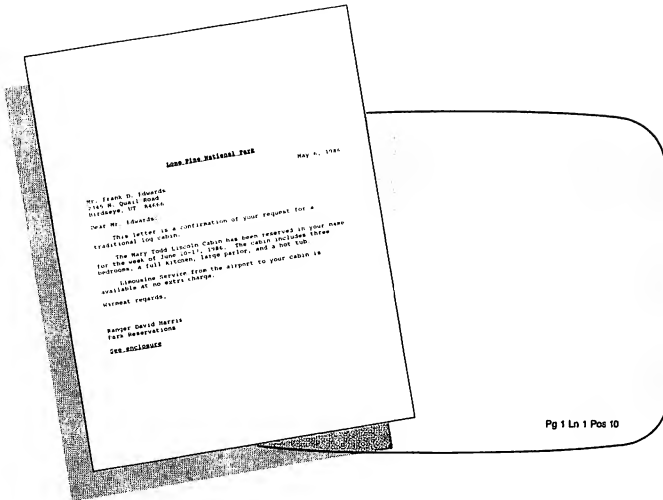 Lone Pine National Park
May 6, 1986
Mr. Frank D. Edwards
N. Quail Road
Birdseye, UT
Dear Mr. Edwards:
This letter is a confirmation of your request for a
traditional log cabin.
The Mary Todd Lincoln Cabin has been reserved in your name
for the week of June 1986. The cabin includes three
bedrooms, a full kitchen, large parlor, and a hot tub.
Limousine Service from the airport to your cabin is
available at no extra charge.
Warmest regards,
Ranger David Harris
Park Reservations
See enclosure
Pg 1 Ln 1 Pos 10